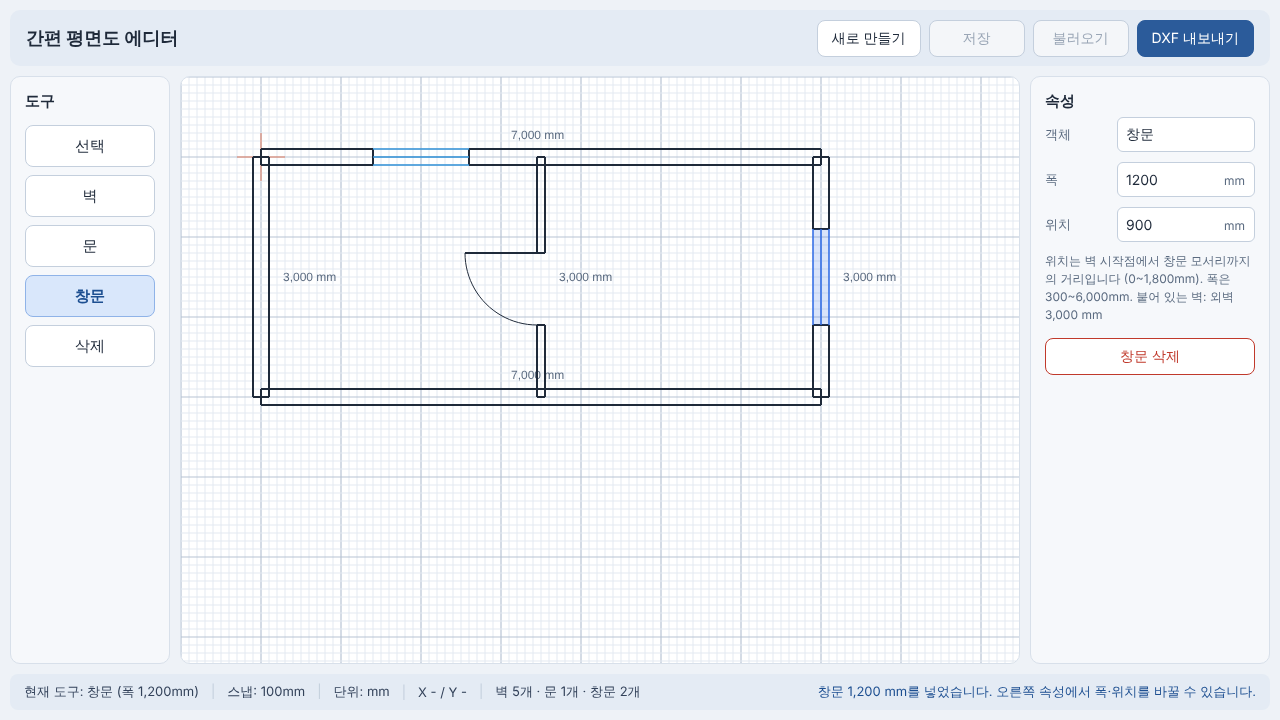 간편 평면도 에디터
새로 만들기
저장
불러오기
DXF 내보내기
도구
선택
벽
문
창문
삭제
7,000 mm
3,000 mm
3,000 mm
3,000 mm
7,000 mm
속성
객체
창문
폭
1200 mm
위치
900 mm
위치는 벽 시작점에서 창문 모서리까지
의 거리입니다 (0~1,800mm). 폭은
300~6,000mm. 붙어 있는 벽: 외벽
3,000 mm
창문 삭제
현재 도구: 창문 (폭 1,200mm)
스냅: 100mm
단위: mm
X - / Y -
벽 5개 · 문 1개 · 창문 2개
창문 1,200 mm를 넣었습니다. 오른쪽 속성에서 폭·위치를 바꿀 수 있습니다.